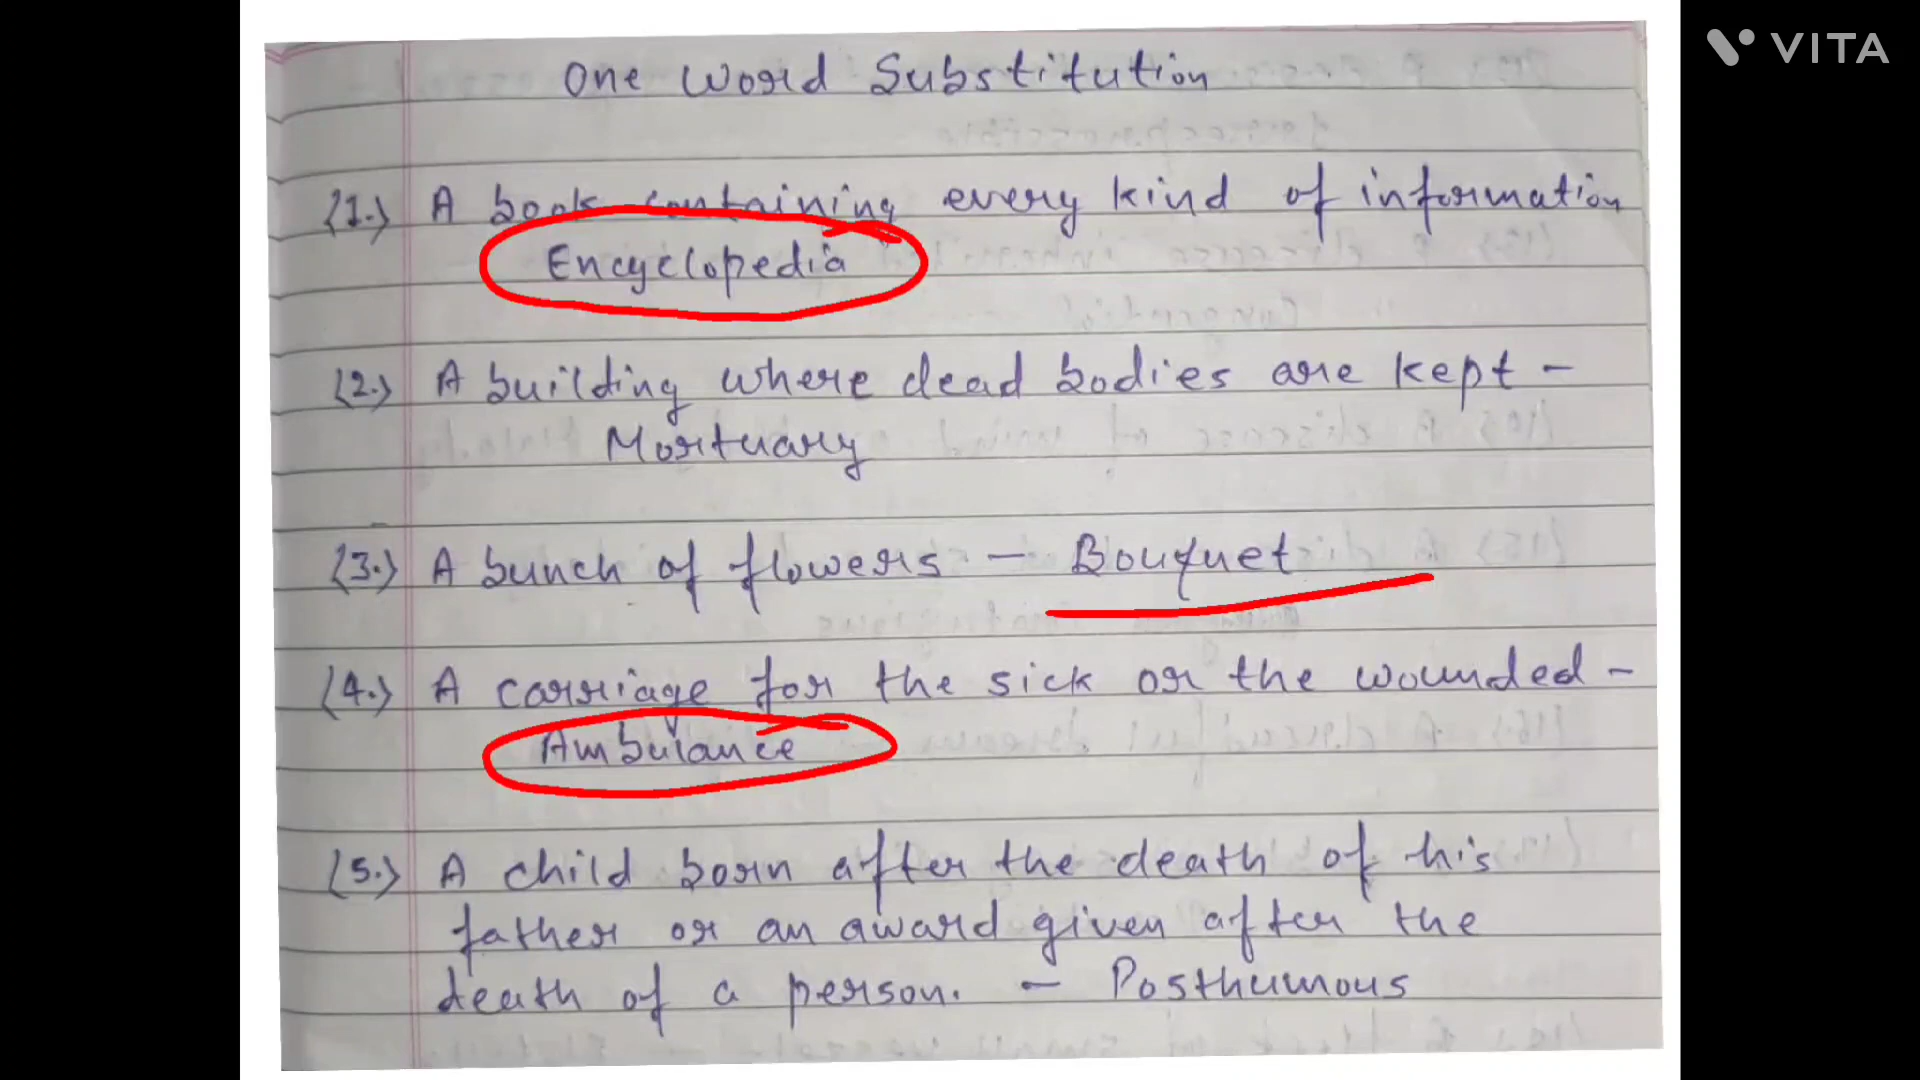 VITA
One Word Substitution
(1.) A book containing every kind of information
Encyclopedia
(2.) A building where dead bodies are kept -
Mortuary
(3.) A bunch of flowers - Bouquet
(4.) A carriage for the sick or the wounded -
Ambulance
(5.) A child born after the death of his
father or an award given after the
death of a person. - Posthumous